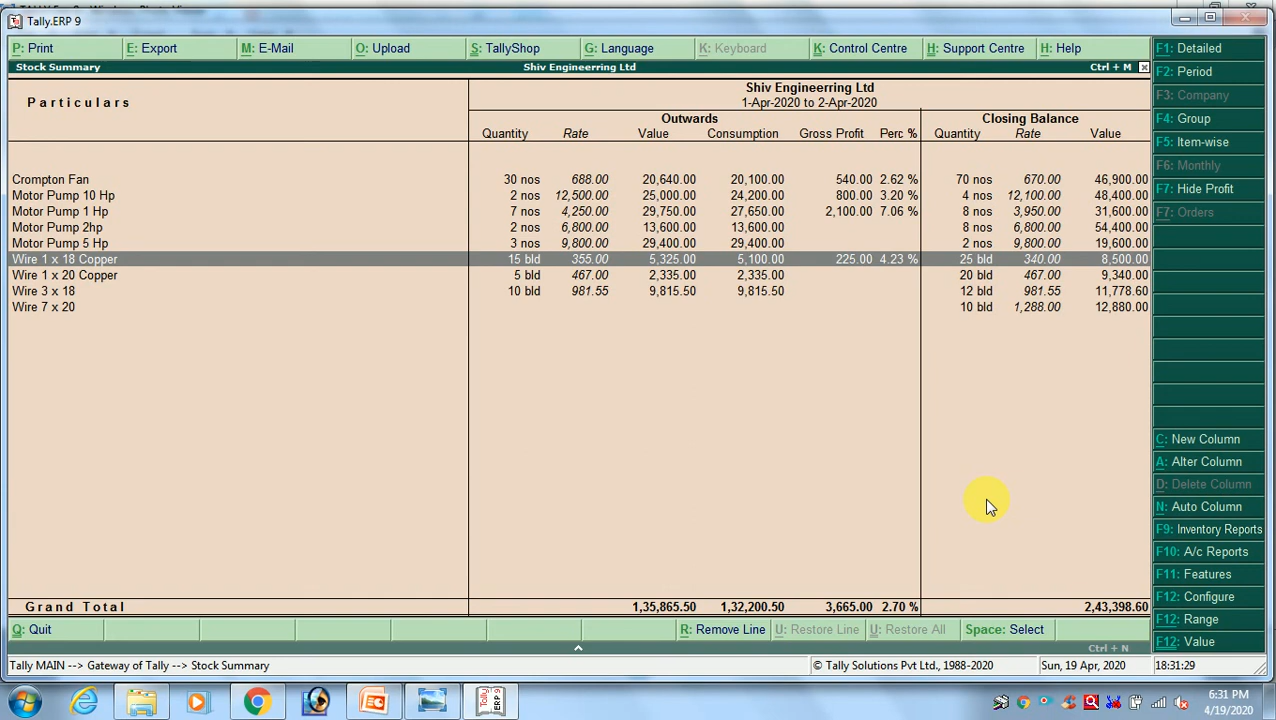 Tally.ERP 9
P: Print E: Export M: E-Mail O: Upload S: TallyShop G: Language K: Keyboard K: Control Centre H: Support Centre H: Help
Stock Summary Shiv Engineerring Ltd Ctrl + M
Particulars Shiv Engineerring Ltd
1-Apr-2020 to 2-Apr-2020
Outwards Closing Balance
Quantity Rate Value Consumption Gross Profit Perc % Quantity Rate Value
Crompton Fan 30 nos 688.00 20,640.00 20,100.00 540.00 2.62 % 70 nos 670.00 46,900.00
Motor Pump 10 Hp 2 nos 12,500.00 25,000.00 24,200.00 800.00 3.20 % 4 nos 12,100.00 48,400.00
Motor Pump 1 Hp 7 nos 4,250.00 29,750.00 27,650.00 2,100.00 7.06 % 8 nos 3,950.00 31,600.00
Motor Pump 2hp 2 nos 6,800.00 13,600.00 13,600.00 8 nos 6,800.00 54,400.00
Motor Pump 5 Hp 3 nos 9,800.00 29,400.00 29,400.00 2 nos 9,800.00 19,600.00
Wire 1 x 18 Copper 15 bld 355.00 5,325.00 5,100.00 225.00 4.23 % 25 bld 340.00 8,500.00
Wire 1 x 20 Copper 5 bld 467.00 2,335.00 2,335.00 20 bld 467.00 9,340.00
Wire 3 x 18 10 bld 981.55 9,815.50 9,815.50 12 bld 981.55 11,778.60
Wire 7 x 20 10 bld 1,288.00 12,880.00
Grand Total 1,35,865.50 1,32,200.50 3,665.00 2.70 % 2,43,398.60
F1: Detailed
F2: Period
F3: Company
F4: Group
F5: Item-wise
F6: Monthly
F7: Hide Profit
F7: Orders
C: New Column
A: Alter Column
D: Delete Column
N: Auto Column
F9: Inventory Reports
F10: A/c Reports
F11: Features
F12: Configure
F12: Range
F12: Value
Q: Quit R: Remove Line U: Restore Line U: Restore All Space: Select
Ctrl + N
Tally MAIN --> Gateway of Tally --> Stock Summary © Tally Solutions Pvt Ltd., 1988-2020 Sun, 19 Apr, 2020 18:31:29
6:31 PM
4/19/2020